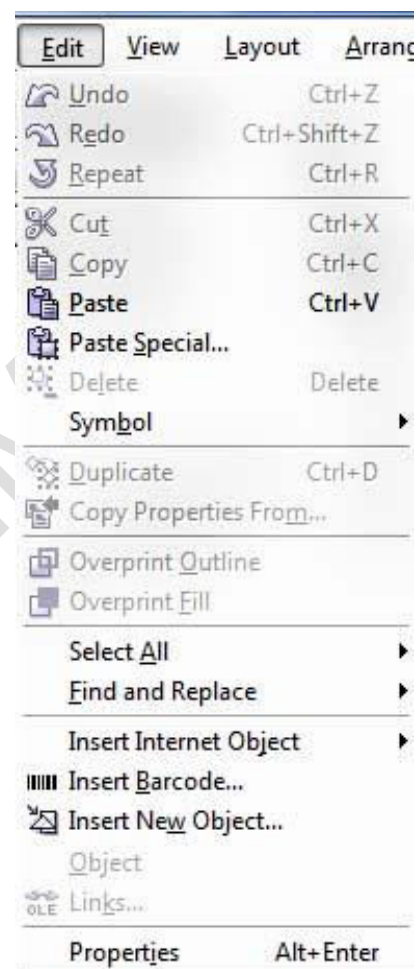 Edit View Layout Arrang
Undo Ctrl+Z
Redo Ctrl+Shift+Z
Repeat Ctrl+R
Cut Ctrl+X
Copy Ctrl+C
Paste Ctrl+V
Paste Special...
Delete Delete
Symbol
Duplicate Ctrl+D
Copy Properties From...
Overprint Outline
Overprint Fill
Select All
Find and Replace
Insert Internet Object
Insert Barcode...
Insert New Object...
Object
OLE Links...
Properties Alt+Enter